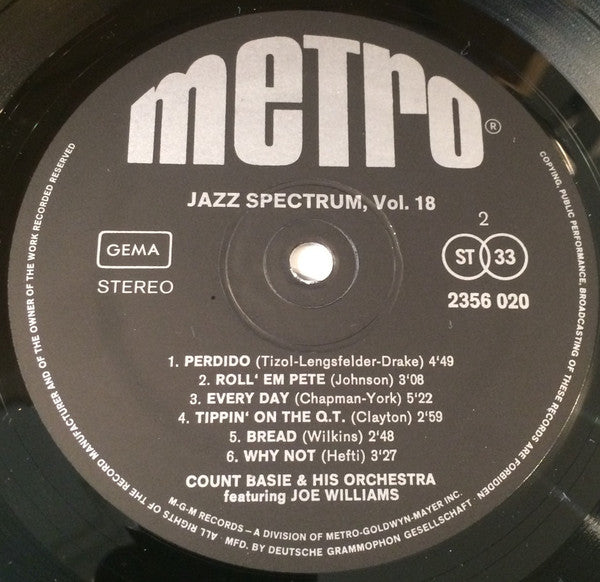 metro®
JAZZ SPECTRUM, Vol. 18
2
GEMA
ST 33
STEREO
2356 020
1. PERDIDO (Tizol-Lengsfelder-Drake) 4'49
2. ROLL' EM PETE (Johnson) 3'08
3. EVERY DAY (Chapman-York) 5'22
4. TIPPIN' ON THE Q.T. (Clayton) 2'59
5. BREAD (Wilkins) 2'48
6. WHY NOT (Hefti) 3'27
COUNT BASIE & HIS ORCHESTRA
featuring JOE WILLIAMS
M-G-M RECORDS – A DIVISION OF METRO-GOLDWYN-MAYER INC.
ALL RIGHTS OF THE RECORD MANUFACTURER AND OF THE OWNER OF THE WORK RECORDED RESERVED
COPYING, PUBLIC PERFORMANCE, BROADCASTING OF THESE RECORDS ARE FORBIDDEN
· MFD. BY DEUTSCHE GRAMMOPHON GESELLSCHAFT ·